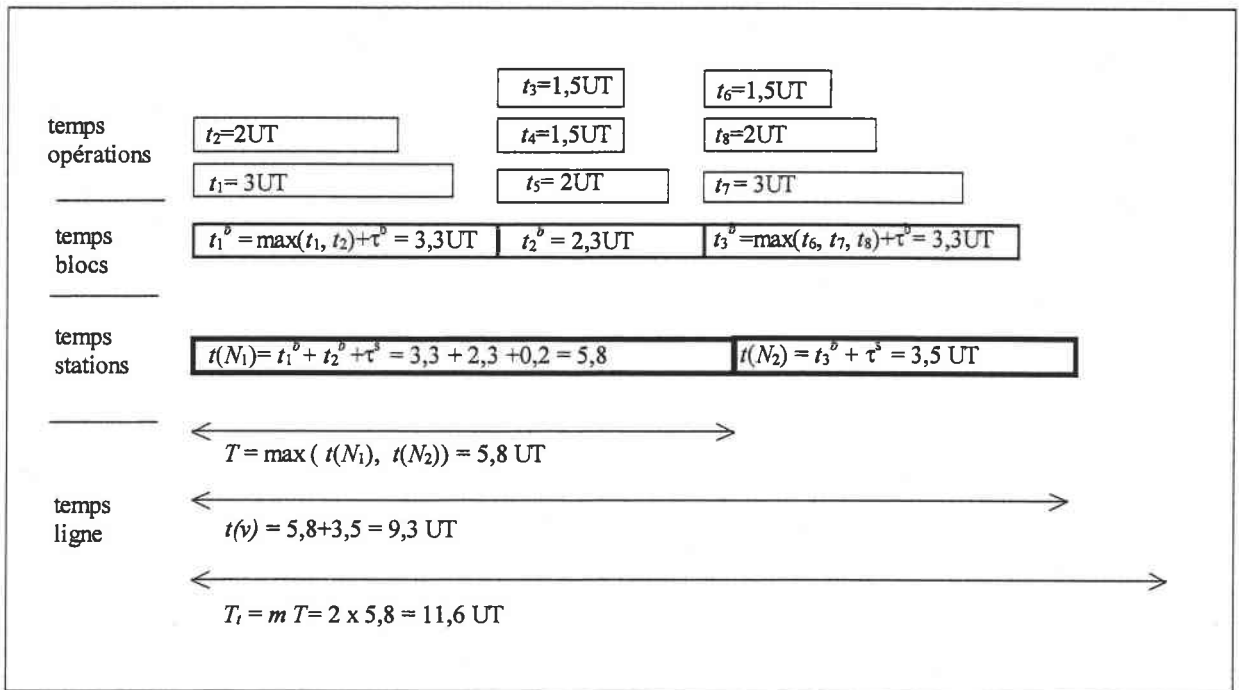 t₃=1,5UT t₆=1,5UT
temps opérations
t₂=2UT t₄=1,5UT t₈=2UT
t₁= 3UT t₅= 2UT t₇= 3UT
temps blocs
t₁ᵇ = max(t₁, t₂)+τᵇ = 3,3UT t₂ᵇ = 2,3UT t₃ᵇ =max(t₆, t₇, t₈)+τᵇ= 3,3UT
temps stations
t(N₁)= t₁ᵇ + t₂ᵇ +τˢ = 3,3 + 2,3 +0,2 = 5,8 t(N₂) = t₃ᵇ + τˢ = 3,5 UT
T = max ( t(N₁), t(N₂)) = 5,8 UT
temps ligne
t(v) = 5,8+3,5 = 9,3 UT
Tₜ = m T= 2 x 5,8 = 11,6 UT